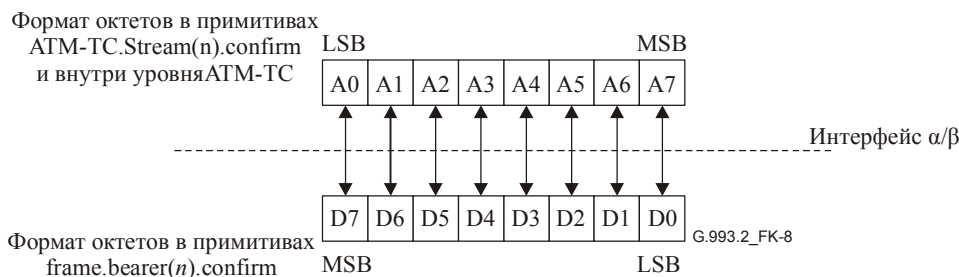 Формат октетов в примитивах
ATM-TC.Stream(n).confirm
и внутри уровняATM-TC
LSB MSB
A0 A1 A2 A3 A4 A5 A6 A7
Интерфейс α/β
D7 D6 D5 D4 D3 D2 D1 D0
G.993.2_FK-8
Формат октетов в примитивах
frame.bearer(n).confirm
MSB LSB